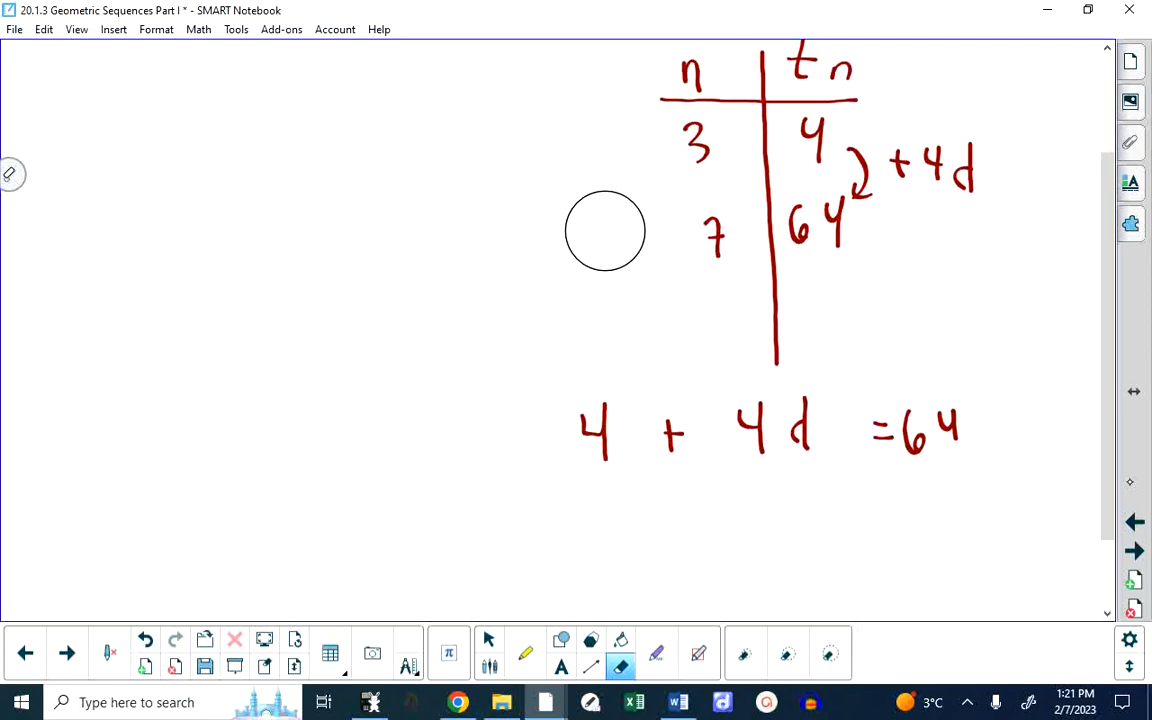 20.1.3 Geometric Sequences Part I * - SMART Notebook
File Edit View Insert Format Math Tools Add-ons Account Help
n tn
3 4
+4d
7 64
4 + 4d = 64
π
A
Type here to search
3°C
1:21 PM
2/7/2023